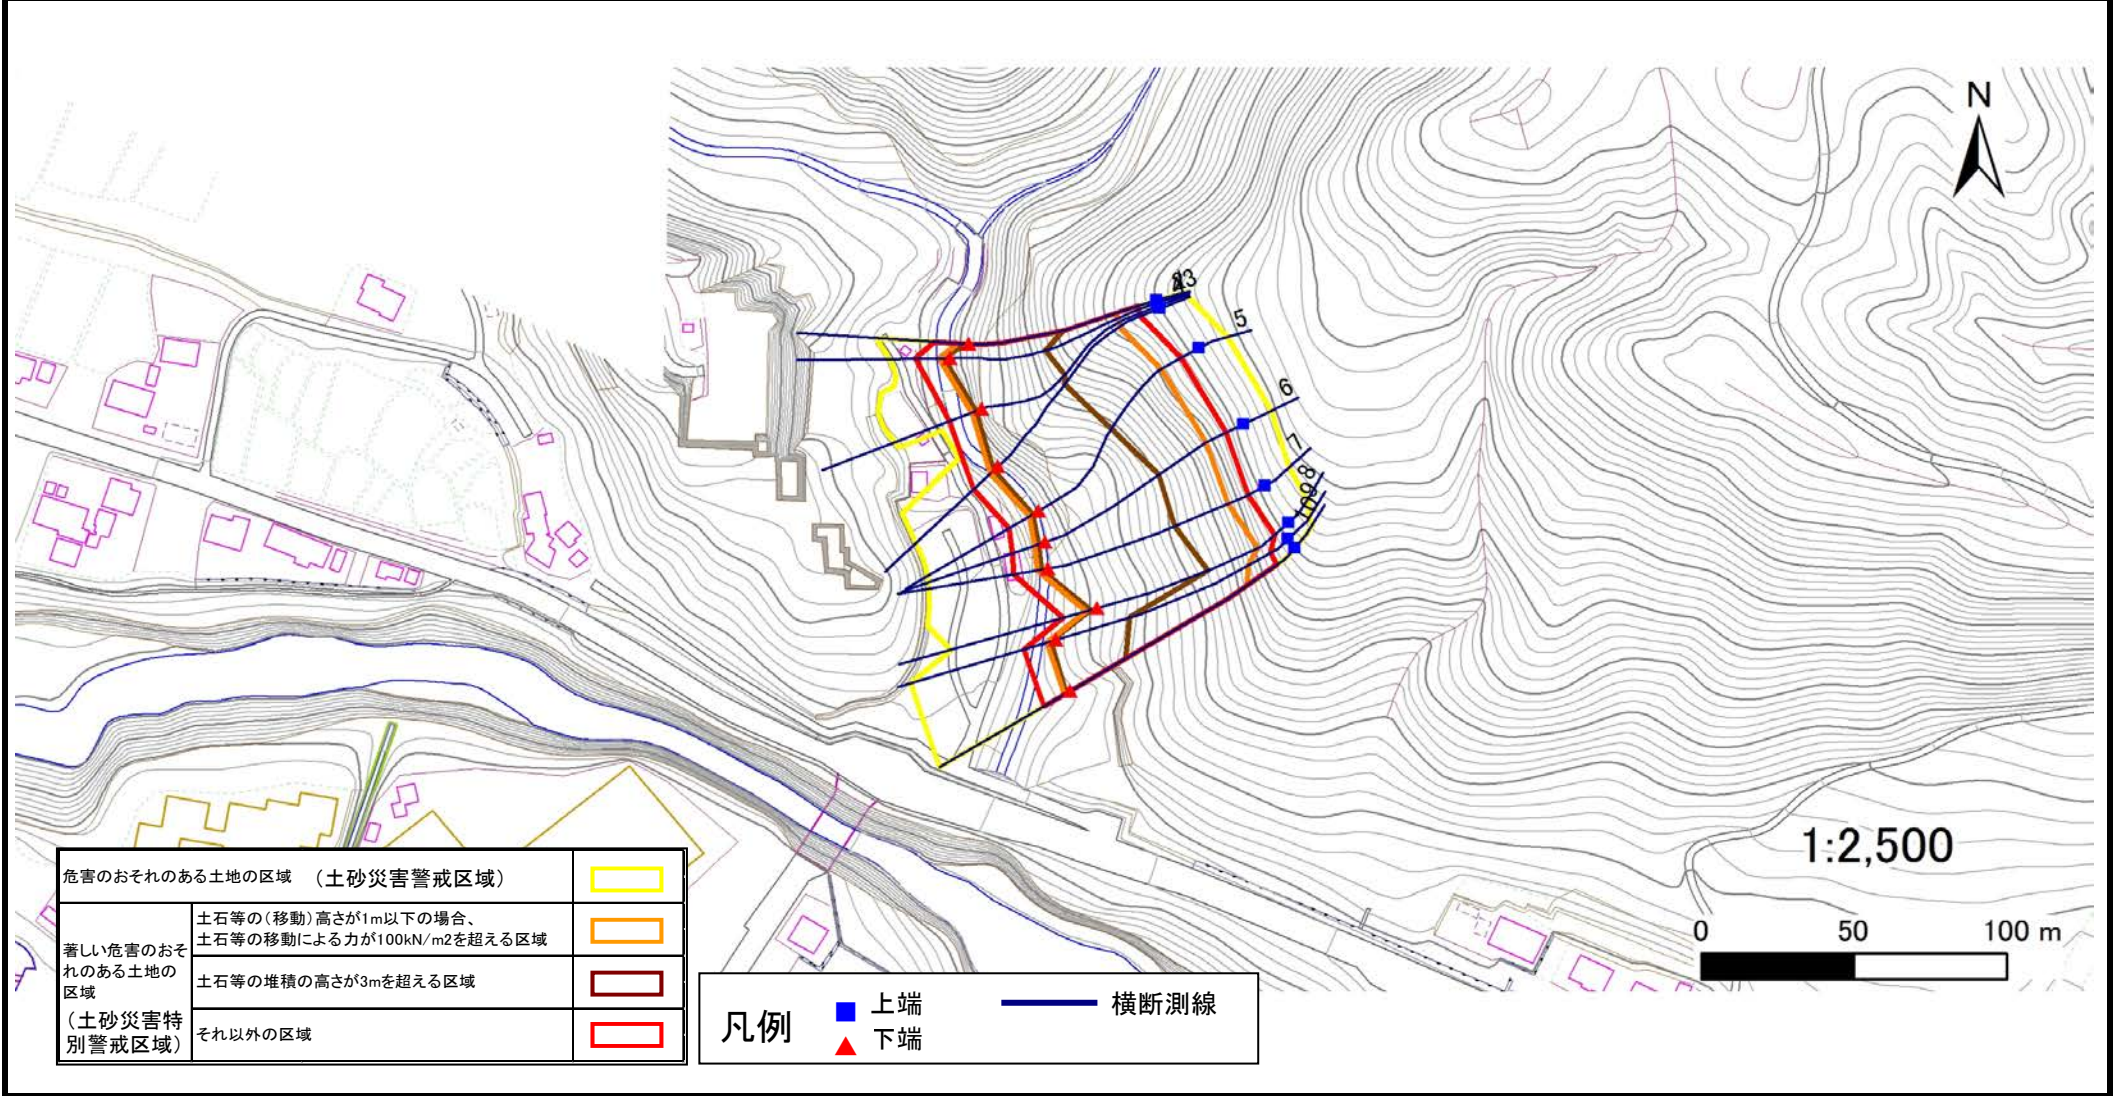 N
5
6
7
8
9
10
1:2,500
0 50 100 m
危害のおそれのある土地の区域 （土砂災害警戒区域）
著しい危害のおそ
れのある土地の
区域
（土砂災害特
別警戒区域）
土石等の（移動）高さが1m以下の場合、
土石等の移動による力が100kN/m2を超える区域
土石等の堆積の高さが3mを超える区域
それ以外の区域
凡例
上端
下端
横断測線